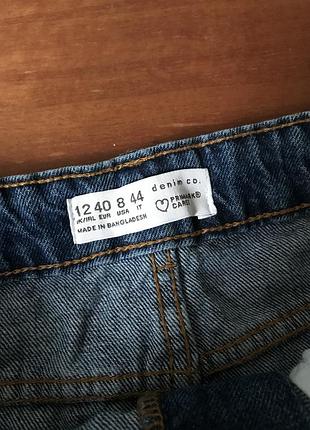 12 40 8 44 denim co.
UK/IRL EUR USA IT PRIMARK®
MADE IN BANGLADESH CARES